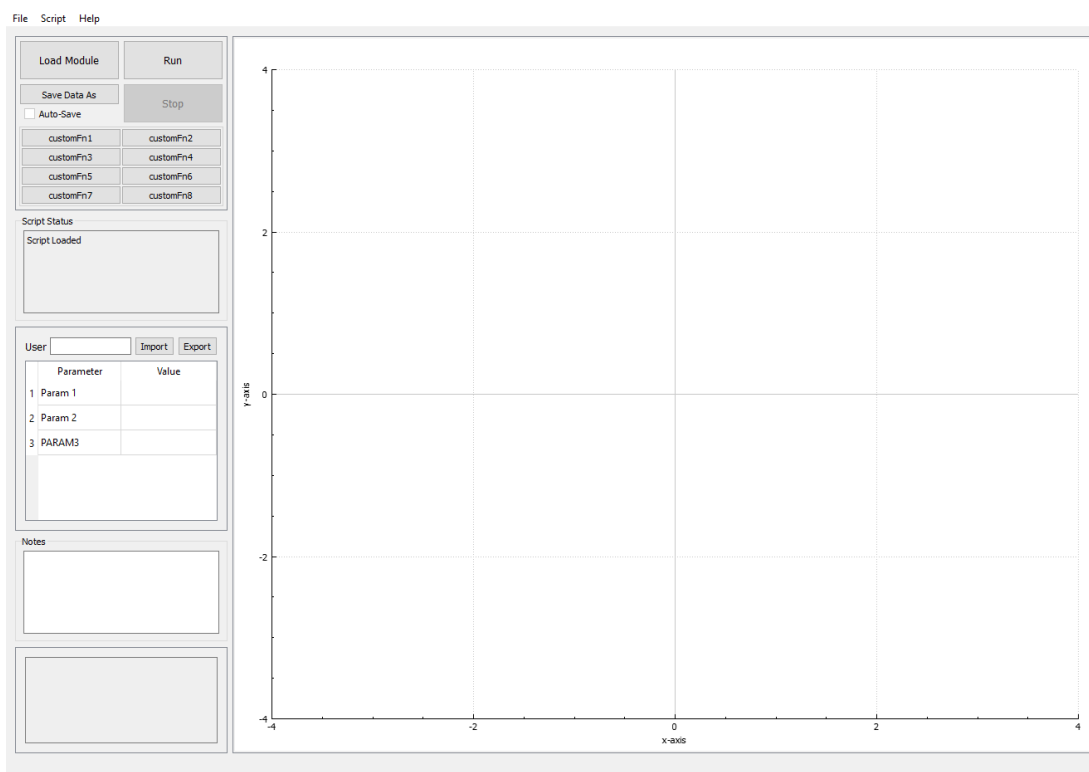 File Script Help
Load Module Run
Save Data As Stop
Auto-Save
customFn1 customFn2
customFn3 customFn4
customFn5 customFn6
customFn7 customFn8
Script Status
Script Loaded
User Import Export
Parameter Value
1 Param 1
2 Param 2
3 PARAM3
Notes
4
2
0
-2
-4
y-axis
-4 -2 0 2 4
x-axis